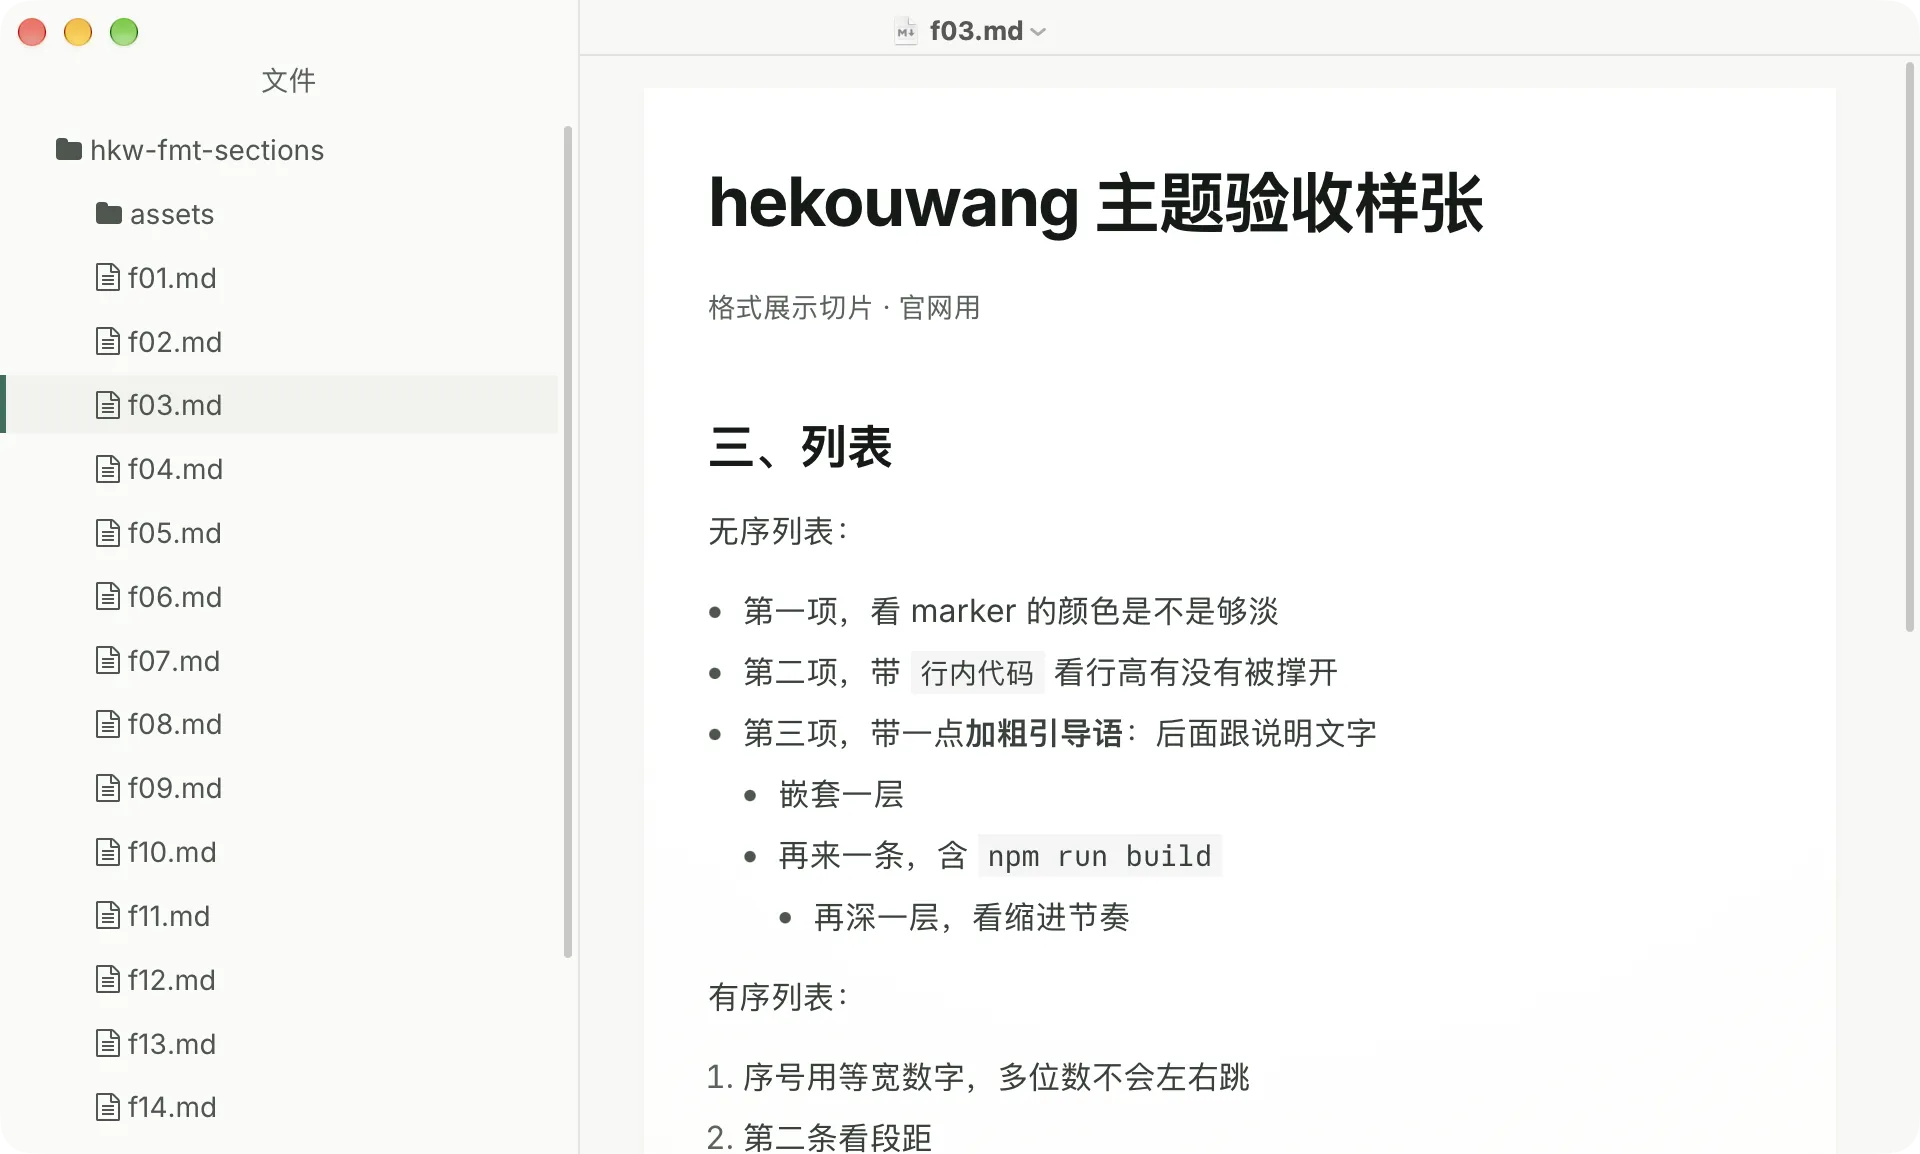 f03.md
文件
hkw-fmt-sections
assets
f01.md
f02.md
f03.md
f04.md
f05.md
f06.md
f07.md
f08.md
f09.md
f10.md
f11.md
f12.md
f13.md
f14.md
hekouwang 主题验收样张
格式展示切片 · 官网用
三、列表
无序列表：
• 第一项，看 marker 的颜色是不是够淡
• 第二项，带 行内代码 看行高有没有被撑开
• 第三项，带一点加粗引导语：后面跟说明文字
• 嵌套一层
• 再来一条，含 npm run build
• 再深一层，看缩进节奏
有序列表：
1. 序号用等宽数字，多位数不会左右跳
2. 第二条看段距